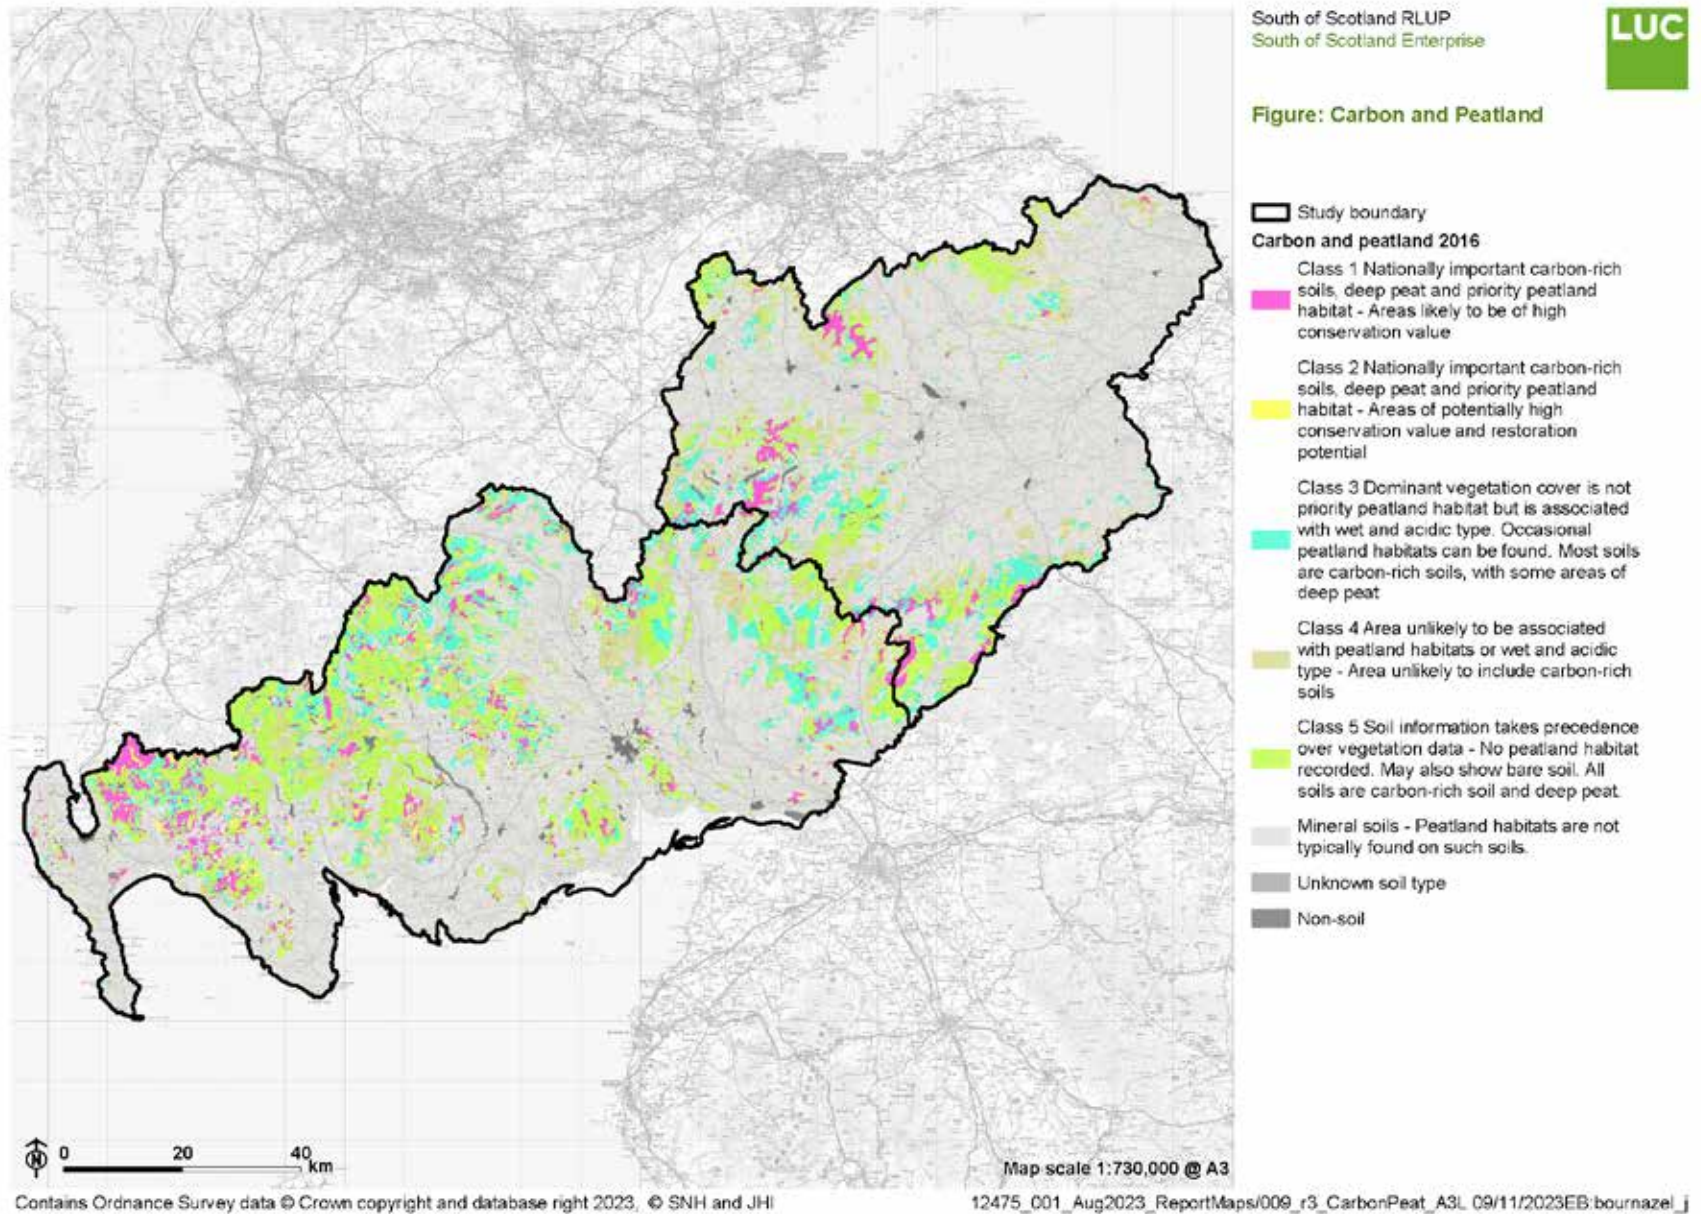 South of Scotland RLUP
South of Scotland Enterprise
LUC
Figure: Carbon and Peatland
Study boundary
Carbon and peatland 2016
Class 1 Nationally important carbon-rich
soils, deep peat and priority peatland
habitat - Areas likely to be of high
conservation value
Class 2 Nationally important carbon-rich
soils, deep peat and priority peatland
habitat - Areas of potentially high
conservation value and restoration
potential
Class 3 Dominant vegetation cover is not
priority peatland habitat but is associated
with wet and acidic type. Occasional
peatland habitats can be found. Most soils
are carbon-rich soils, with some areas of
deep peat
Class 4 Area unlikely to be associated
with peatland habitats or wet and acidic
type - Area unlikely to include carbon-rich
soils
Class 5 Soil information takes precedence
over vegetation data - No peatland habitat
recorded. May also show bare soil. All
soils are carbon-rich soil and deep peat.
Mineral soils - Peatland habitats are not
typically found on such soils.
Unknown soil type
Non-soil
N
0 20 40
km
Map scale 1:730,000 @ A3
Contains Ordnance Survey data © Crown copyright and database right 2023, © SNH and JHI
12475_001_Aug2023_ReportMaps/009_r3_CarbonPeat_A3L 09/11/2023EB:bournazel_j